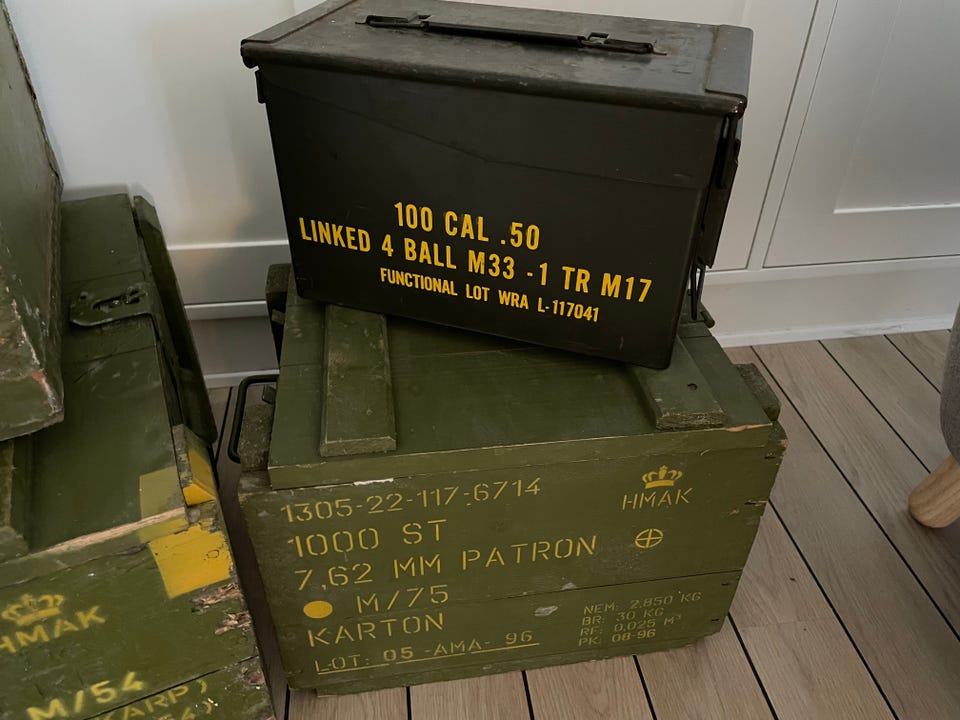 100 CAL .50
LINKED 4 BALL M33 -1 TR M17
FUNCTIONAL LOT WRA L-117041
1305-22-117-6714
HMAK
1000 ST
7,62 MM PATRON
M/75
KARTON
LOT: 05 -AMA- 96
NEM: 2.850 KG
BR: 30 KG
RF: 0,025 M³
PK: 08-96
HMAK
M/54